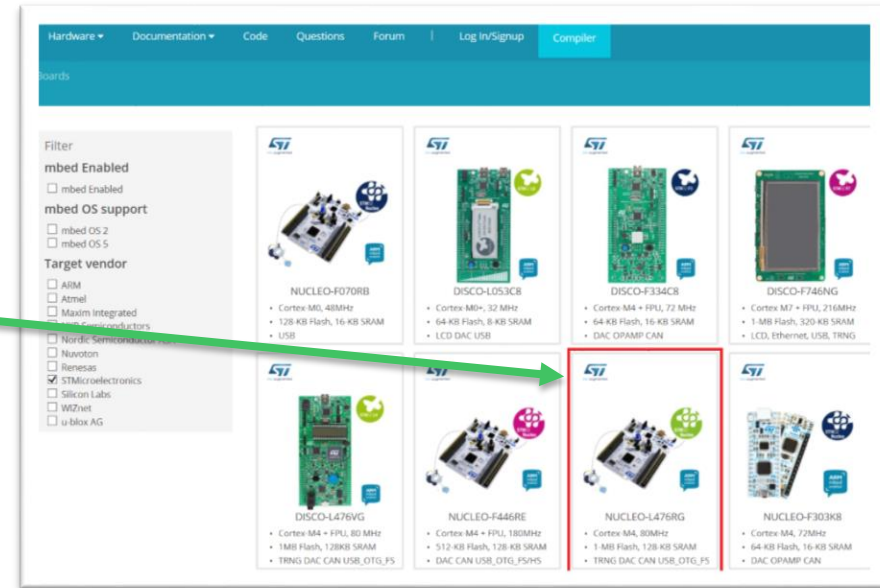 Hardware Documentation Code Questions Forum | Log In/Signup Compiler
Boards
Filter
mbed Enabled
mbed Enabled
mbed OS support
mbed OS 2
mbed OS 5
Target vendor
ARM
Atmel
Maxim Integrated
Semiconductors
Nordic Semiconductor
Nuvoton
Renesas
STMicroelectronics
Silicon Labs
WIZnet
u-blox AG
NUCLEO-F070RB
• Cortex-M0, 48MHz
• 128-KB Flash, 16-KB SRAM
• USB
DISCO-L053C8
• Cortex-M0+, 32 MHz
• 64-KB Flash, 8-KB SRAM
• LCD DAC USB
DISCO-F334C8
• Cortex-M4 + FPU, 72 MHz
• 64-KB Flash, 16-KB SRAM
• DAC OPAMP CAN
DISCO-F746NG
• Cortex M7 + FPU, 216MHz
• 1-MB Flash, 320-KB SRAM
• LCD, Ethernet, USB, TRNG
DISCO-L476VG
• Cortex-M4 + FPU, 80 MHz
• 1MB Flash, 128KB SRAM
• TRNG DAC CAN USB_OTG_FS
NUCLEO-F446RE
• Cortex-M4 + FPU, 180MHz
• 512-KB Flash, 128-KB SRAM
• DAC CAN USB_OTG_FS/HS
NUCLEO-L476RG
• Cortex-M4, 80MHz
• 1-MB Flash, 128-KB SRAM
• TRNG DAC CAN USB_OTG_FS
NUCLEO-F303K8
• Cortex-M4, 72MHz
• 64-KB Flash, 16-KB SRAM
• DAC OPAMP CAN